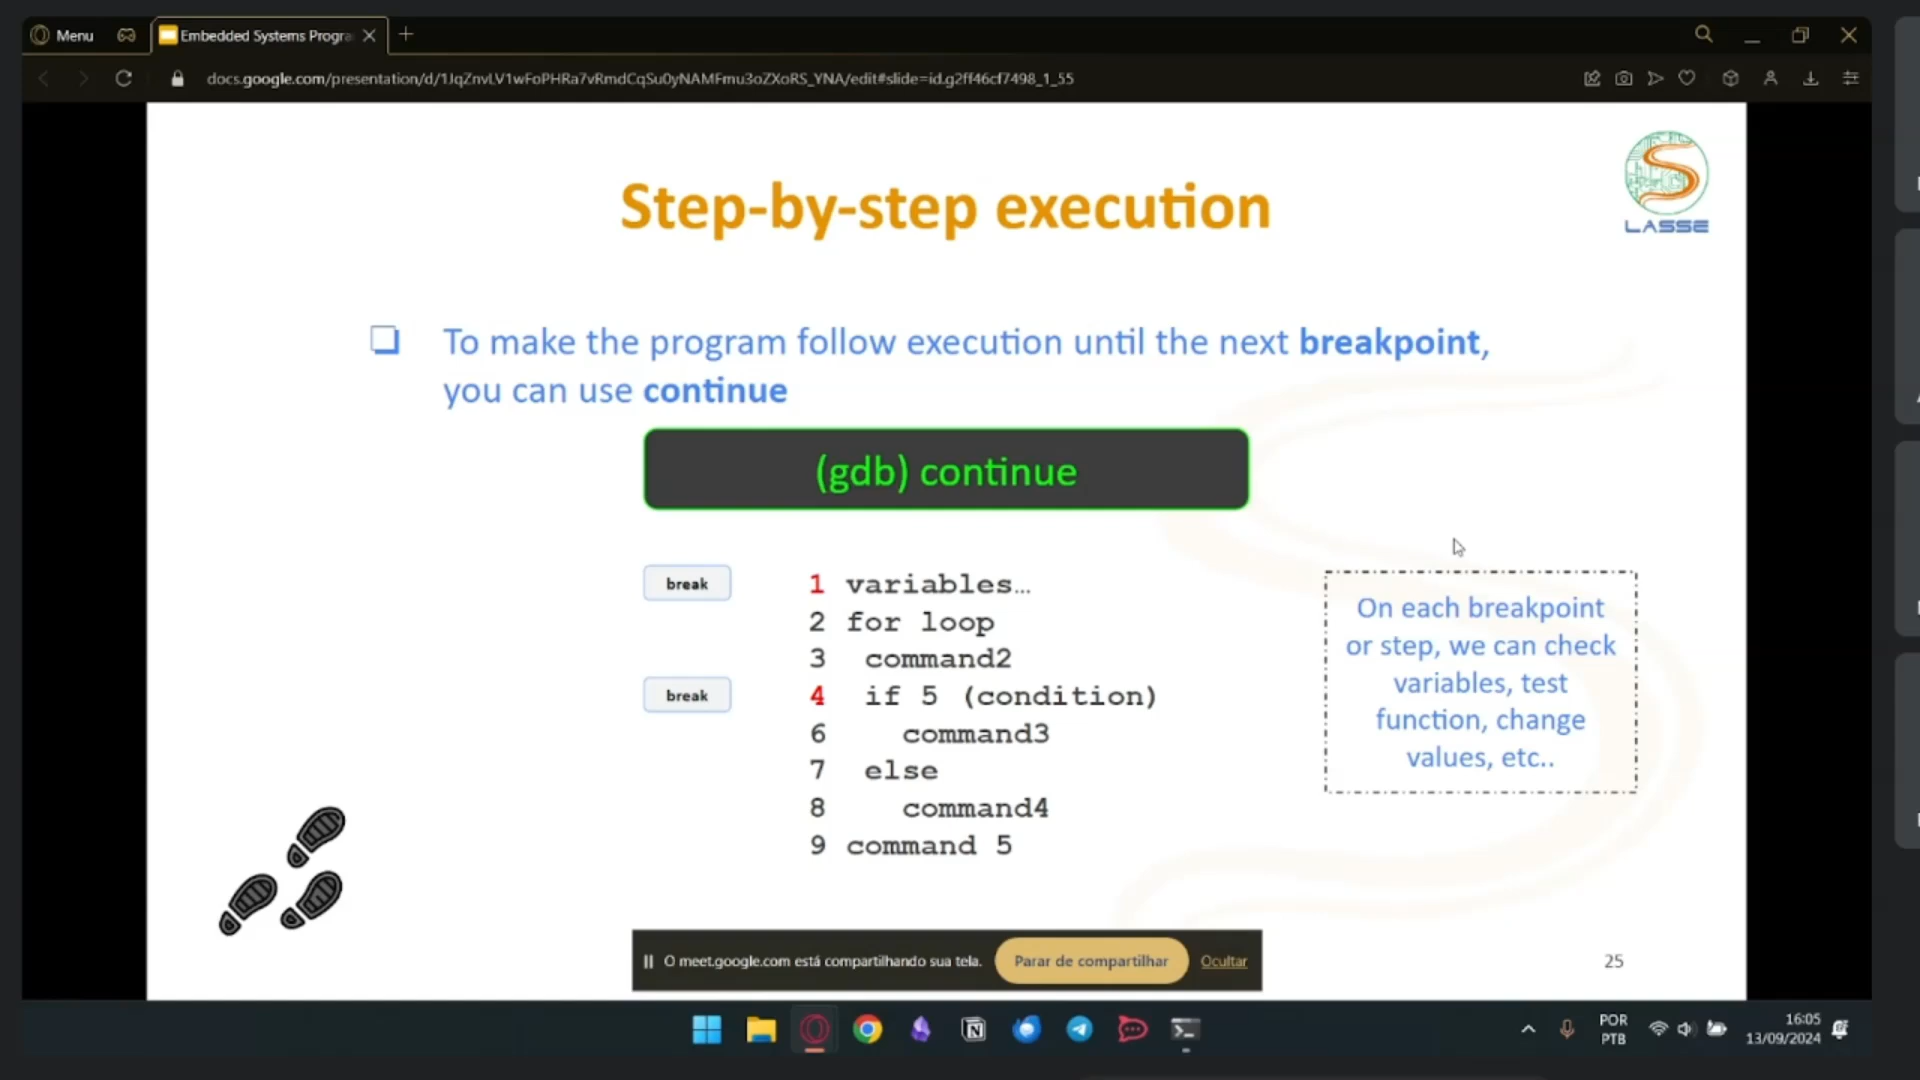 Menu
Embedded Systems Progra
docs.google.com/presentation/d/1JqZnvLV1wFoPHRa7vRmdCqSu0yNAMFmu3oZXoRS_YNA/edit#slide=id.g2ff46cf7498_1_55
Step-by-step execution
LASSE
To make the program follow execution until the next breakpoint,
you can use continue
(gdb) continue
break
1 variables…
2 for loop
3 command2
break
4 if 5 (condition)
6 command3
7 else
8 command4
9 command 5
On each breakpoint
or step, we can check
variables, test
function, change
values, etc..
O meet.google.com está compartilhando sua tela.
Parar de compartilhar
Ocultar
25
POR
PTB
16:05
13/09/2024